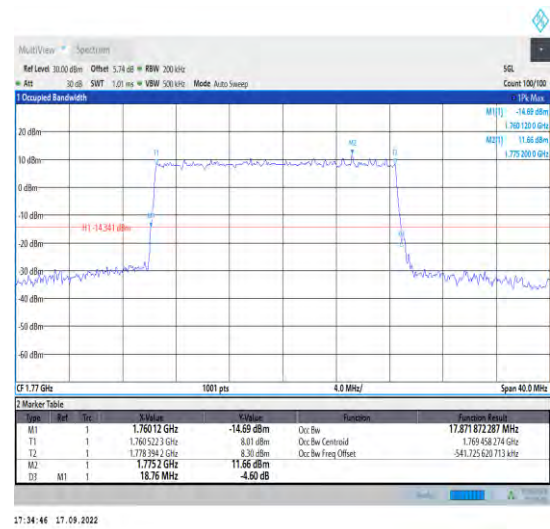 MultiView Spectrum
Ref Level 30.00 dBm Offset 5.74 dB RBW 200 kHz SGL
Att 30 dB SWT 1.01 ms VBW 500 kHz Mode Auto Sweep Count 100/100
1 Occupied Bandwidth 1Pk Max
M1[1] -14.69 dBm
1.760 120 0 GHz
M2[1] 11.66 dBm
1.775 200 0 GHz
20 dBm
M2
T1
10 dBm
0 dBm
-10 dBm
H1 -14.341 dBm
-20 dBm
-30 dBm
-40 dBm
-50 dBm
-60 dBm
CF 1.77 GHz 1001 pts 4.0 MHz/ Span 40.0 MHz
2 Marker Table
Type Ref Trc X-Value Y-Value Function Function Result
M1 1 1.76012 GHz -14.69 dBm Occ Bw 17.871 872 287 MHz
T1 1 1.760 522 3 GHz 8.01 dBm Occ Bw Centroid 1.769 458 274 GHz
T2 1 1.778 394 2 GHz 8.30 dBm Occ Bw Freq Offset -541.725 620 713 kHz
M2 1 1.7752 GHz 11.66 dBm
D3 M1 1 18.76 MHz -4.60 dB
17:34:46 17.09.2022